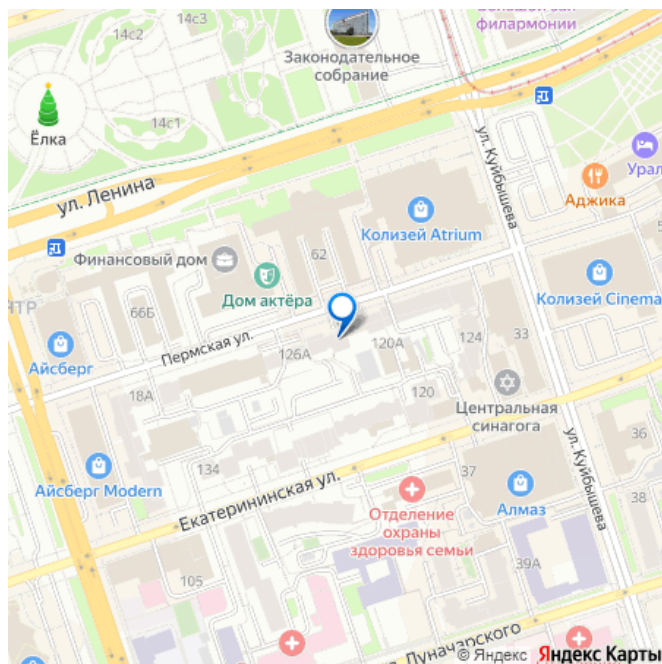 14с2
14с3
филармонии
Законодательное
собрание
14с1
Ёлка
ул. Ленина
ул. Куйбышева
Урал
Аджика
Колизей Atrium
62
Финансовый дом
Дом актёра
Колизей Cinema
66Б
Пермская ул.
Айсберг
126А
120А
124
33
18А
120
Центральная
синагога
ул. Куйбышева
134
36
37
Айсберг Modern
Екатерининская ул.
Отделение
охраны
здоровья семьи
Алмаз
38
39А
105
Луначарского
© Яндекс Яндекс Карты